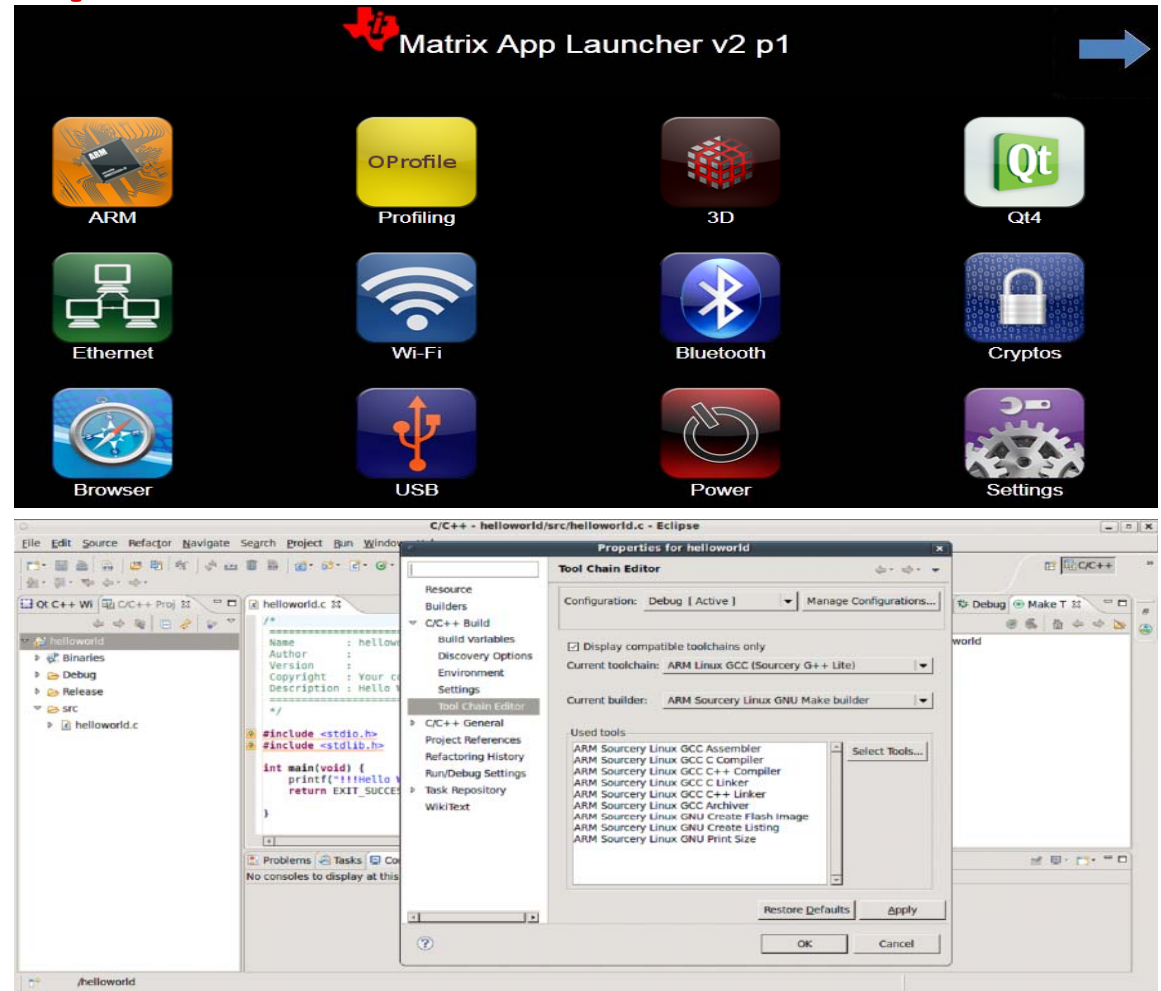 Matrix App Launcher v2 p1
ARM
OProfile
Profiling
3D
Qt
Qt4
Ethernet
Wi-Fi
Bluetooth
Cryptos
Browser
USB
Power
Settings
C/C++ - helloworld/src/helloworld.c - Eclipse
File Edit Source Refactor Navigate Search Project Run Window
C/C++
Qt C++ Wi C/C++ Proj
helloworld
Binaries
Debug
Release
src
helloworld.c
helloworld.c
/*
Name :
Author :
Version :
Copyright :
Description : Hello
*/
#include <stdio.h>
#include <stdlib.h>
int main(void) {
printf("!!!Hello
return
}
Problems Tasks
No consoles to display at this
Properties for helloworld
Resource
Builders
C/C++ Build
Build Variables
Discovery Options
Environment
Settings
Tool Chain Editor
C/C++ General
Project References
Refactoring History
Run/Debug Settings
Task Repository
WikiText
Tool Chain Editor
Configuration: Debug [ Active ] Manage Configurations...
Display compatible toolchains only
Current toolchain: ARM Linux GCC (Sourcery G++ Lite)
Current builder: ARM Sourcery Linux GNU Make builder
Used tools
ARM Sourcery Linux GCC Assembler
ARM Sourcery Linux GCC C Compiler
ARM Sourcery Linux GCC C++ Compiler
ARM Sourcery Linux GCC C Linker
ARM Sourcery Linux GCC C++ Linker
ARM Sourcery Linux GCC Archiver
ARM Sourcery Linux GNU Create Flash Image
ARM Sourcery Linux GNU Create Listing
ARM Sourcery Linux GNU Print Size
Select Tools...
Restore Defaults Apply
OK Cancel
Debug Make T
/helloworld